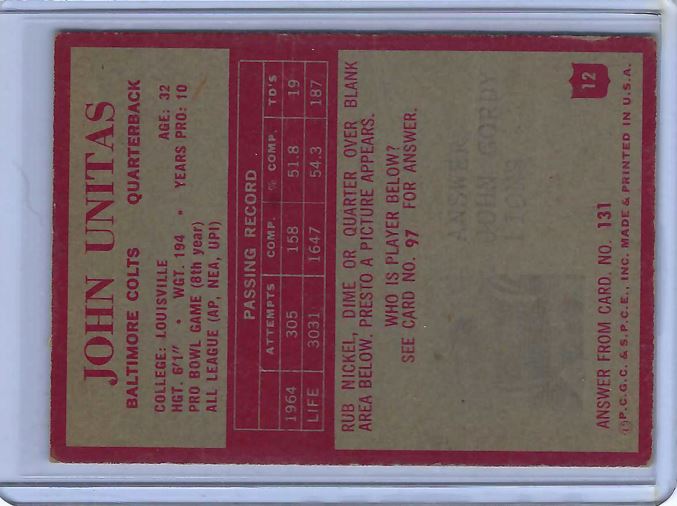 JOHN UNITAS
BALTIMORE COLTS QUARTERBACK
COLLEGE: LOUISVILLE AGE: 32
HGT. 6'1" • WGT. 194 • YEARS PRO: 10
PRO BOWL GAME (8th year)
ALL LEAGUE (AP, NEA, UPI)
PASSING RECORD
ATTEMPTS COMP. % COMP. TD'S
1964 305 158 51.8 19
LIFE 3031 1647 54.3 187
RUB NICKEL, DIME OR QUARTER OVER BLANK
AREA BELOW, PRESTO A PICTURE APPEARS.
WHO IS PLAYER BELOW?
SEE CARD NO. 97 FOR ANSWER.
ANSWER
JOHN GORDY
LIONS
12
ANSWER FROM CARD. NO. 131
©P.C.G.C. & S.P.C.E., INC. MADE & PRINTED IN U.S.A.